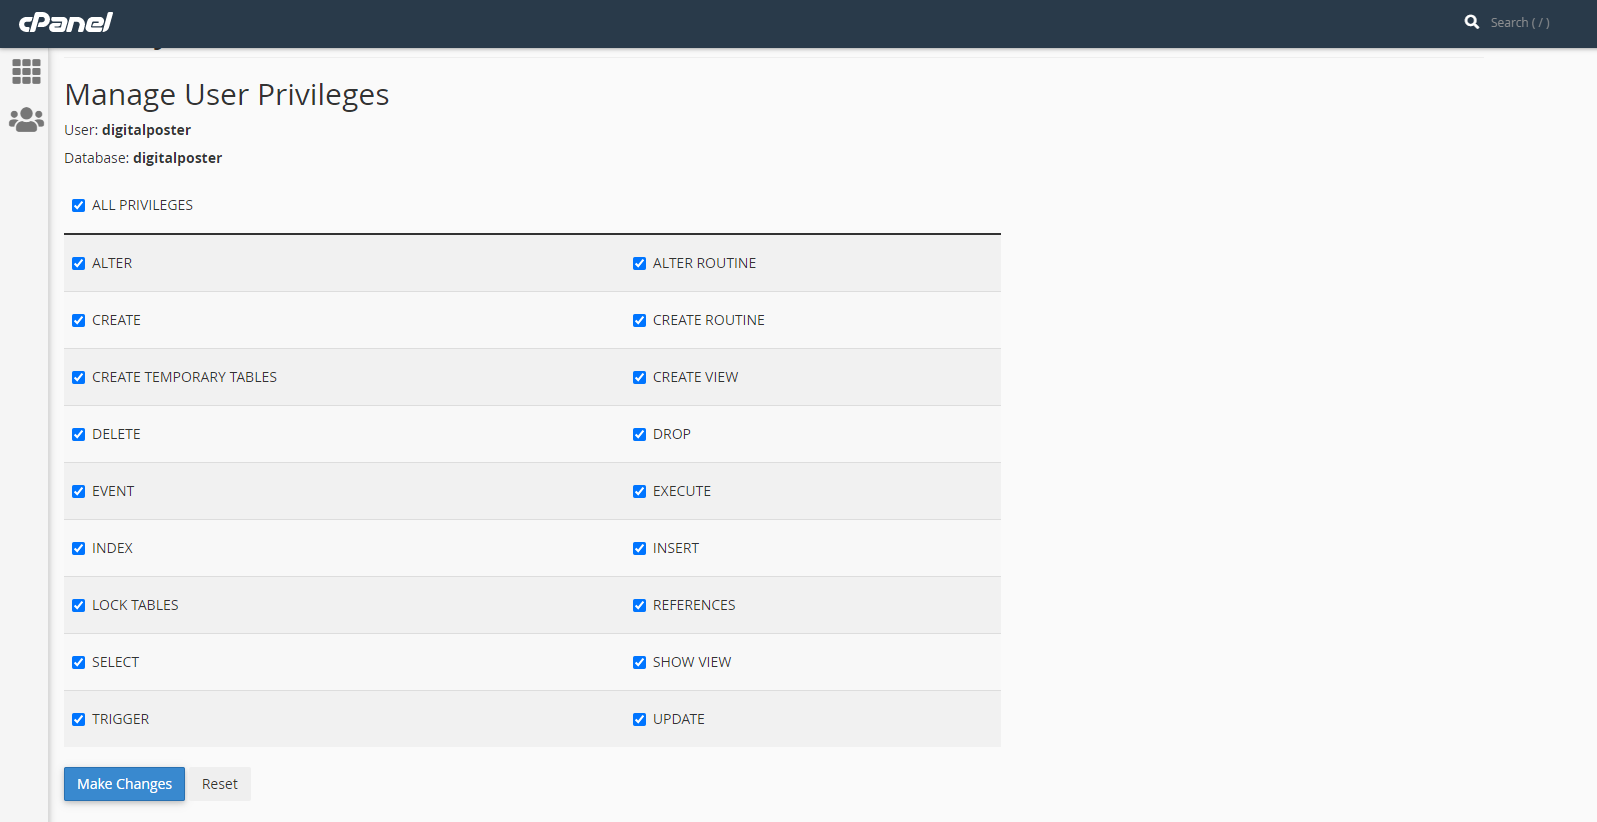 cPanel
Search ( / )
Manage User Privileges
User: digitalposter
Database: digitalposter
ALL PRIVILEGES
ALTER
ALTER ROUTINE
CREATE
CREATE ROUTINE
CREATE TEMPORARY TABLES
CREATE VIEW
DELETE
DROP
EVENT
EXECUTE
INDEX
INSERT
LOCK TABLES
REFERENCES
SELECT
SHOW VIEW
TRIGGER
UPDATE
Make Changes
Reset